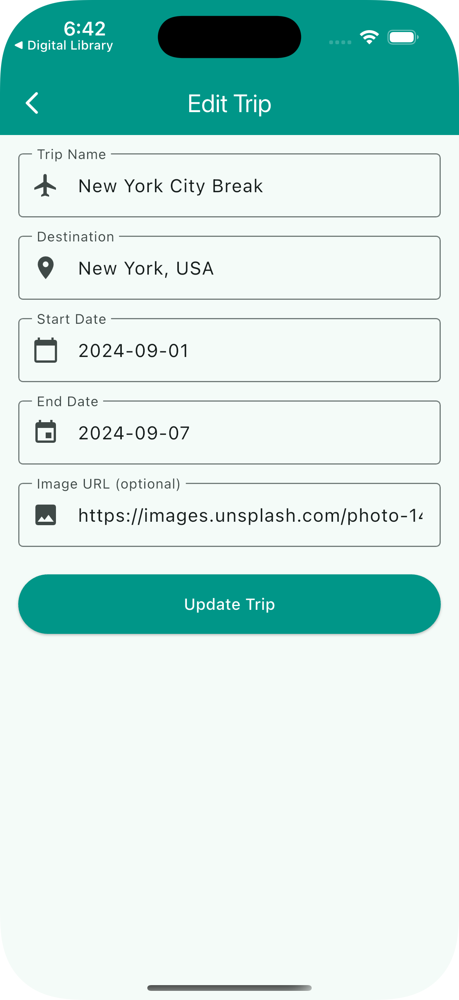 6:42
Digital Library
Edit Trip
Trip Name
New York City Break
Destination
New York, USA
Start Date
2024-09-01
End Date
2024-09-07
Image URL (optional)
https://images.unsplash.com/photo-14
Update Trip